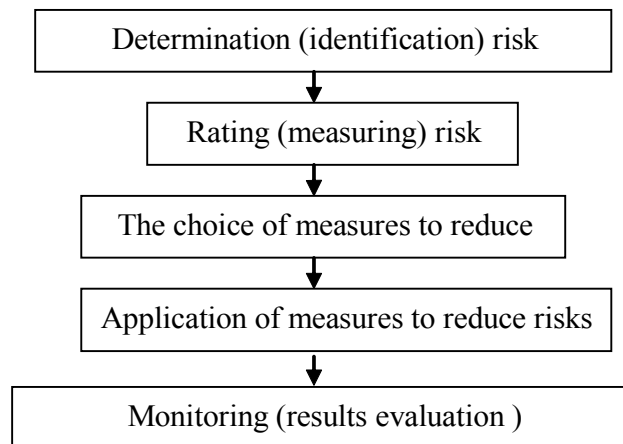 Determination (identification) risk
Rating (measuring) risk
The choice of measures to reduce
Application of measures to reduce risks
Monitoring (results evaluation )